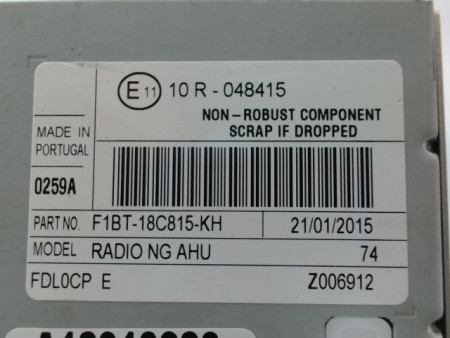 E 11 10 R - 048415
NON - ROBUST COMPONENT
SCRAP IF DROPPED
MADE IN
PORTUGAL
0259A
PART NO. F1BT-18C815-KH 21/01/2015
MODEL RADIO NG AHU 74
FDL0CP E Z006912